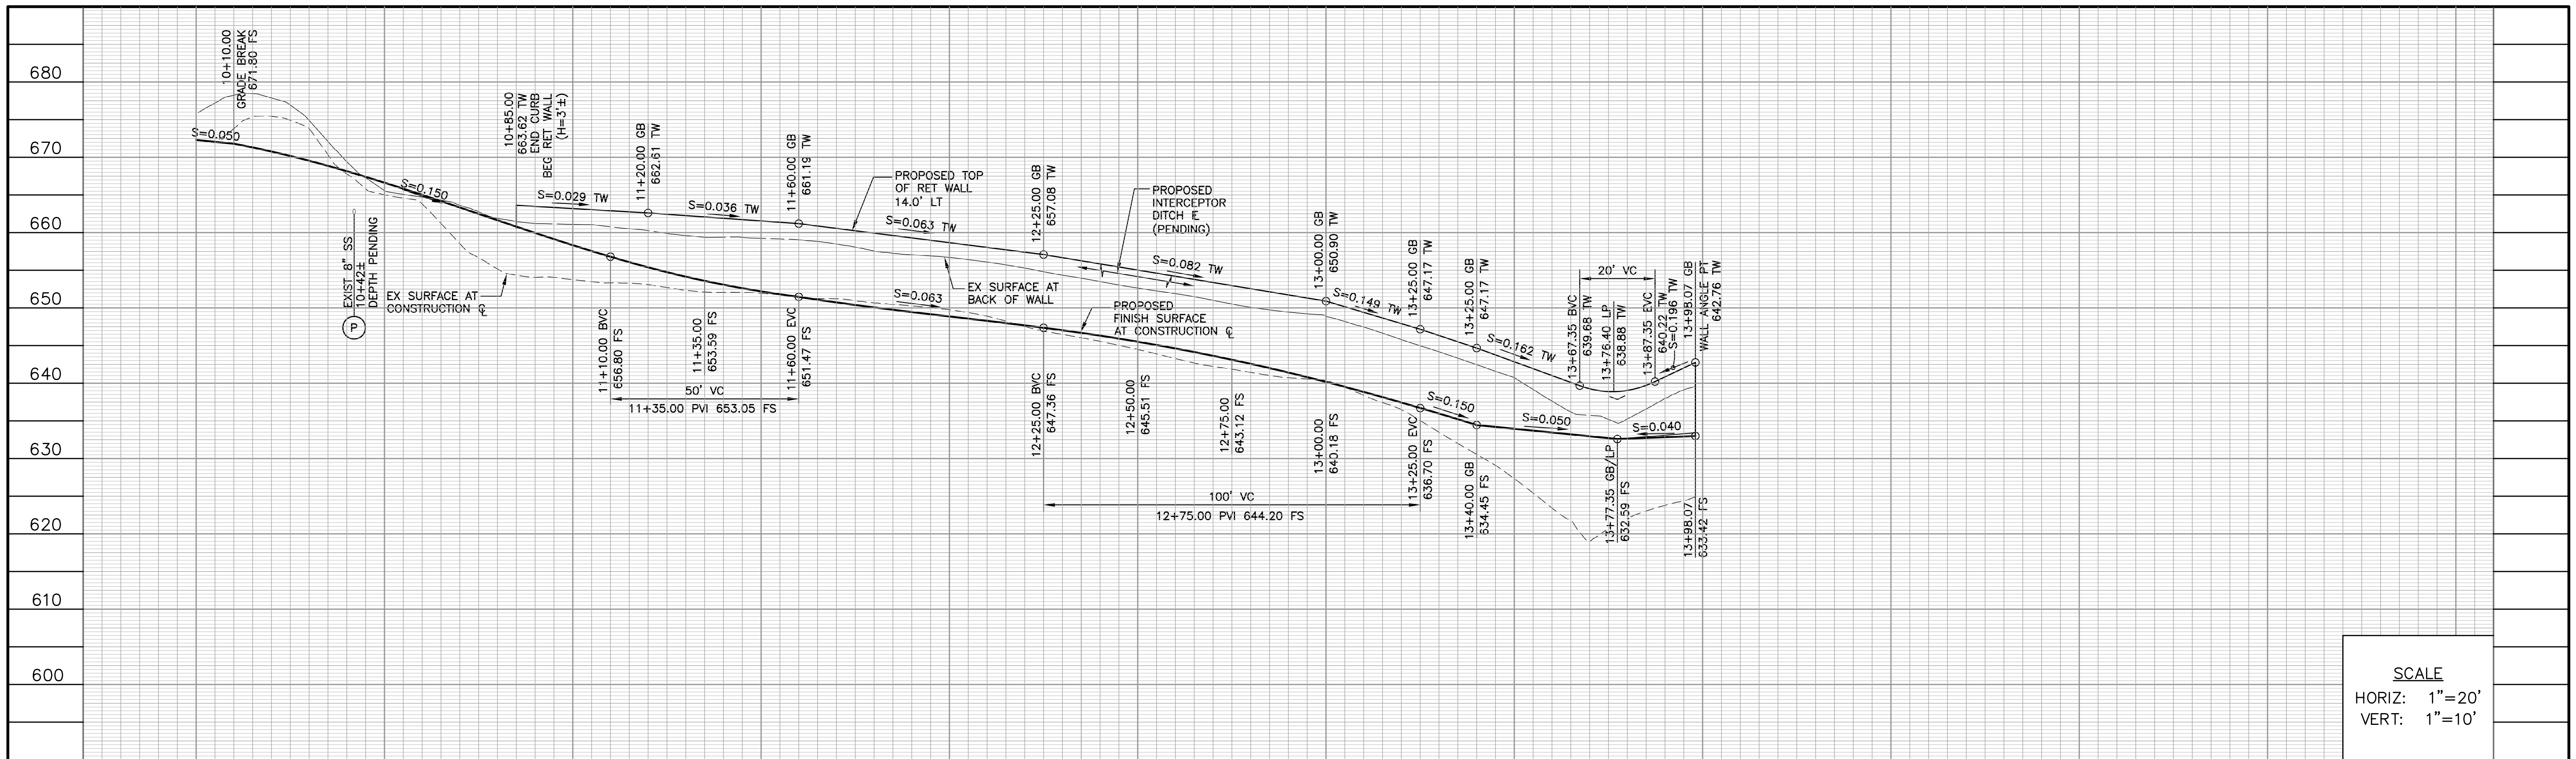 680
670
660
650
640
630
620
610
600
10+10.00
GRADE BREAK
671.80 FS
S=0.050
S=0.150
EXIST 8" SS
10+42±
DEPTH PENDING
P
EX SURFACE AT
CONSTRUCTION ℄
10+85.00
663.62 TW
END CURB
BEG RET WALL
(H=3'±)
S=0.029 TW
11+20.00 GB
662.61 TW
S=0.036 TW
11+60.00 GB
661.19 TW
PROPOSED TOP
OF RET WALL
14.0' LT
S=0.063 TW
EX SURFACE AT
BACK OF WALL
12+25.00 GB
657.08 TW
PROPOSED
INTERCEPTOR
DITCH ℄
(PENDING)
S=0.082 TW
13+00.00 GB
650.90 TW
S=0.149 TW
13+25.00 GB
647.17 TW
13+25.00 GB
647.17 TW
S=0.162 TW
20' VC
13+67.35 BVC
639.68 TW
13+76.40 LP
638.88 TW
13+87.35 EVC
640.22 TW
S=0.196 TW
13+98.07 GB
WALL ANGLE PT
642.76 TW
11+10.00 BVC
656.80 FS
11+35.00
653.59 FS
11+60.00 EVC
651.47 FS
50' VC
11+35.00 PVI 653.05 FS
S=0.063
PROPOSED
FINISH SURFACE
AT CONSTRUCTION ℄
12+25.00 BVC
647.36 FS
12+50.00
645.51 FS
12+75.00
643.12 FS
13+00.00
640.18 FS
13+25.00 EVC
636.70 FS
100' VC
12+75.00 PVI 644.20 FS
S=0.150
13+40.00 GB
634.45 FS
S=0.050
13+77.35 GB/LP
632.59 FS
S=0.040
13+98.07
633.42 FS
SCALE
HORIZ: 1"=20'
VERT: 1"=10'